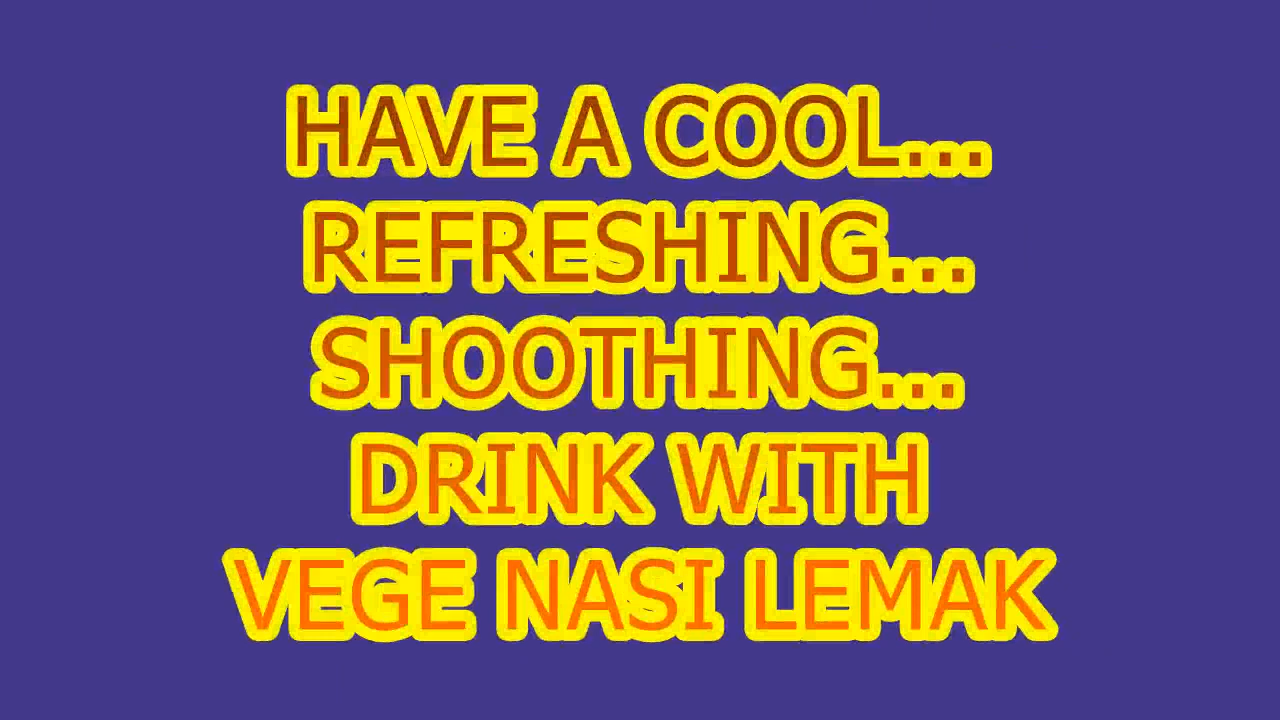 HAVE A COOL...
REFRESHING...
SHOOTHING...
DRINK WITH
VEGE NASI LEMAK